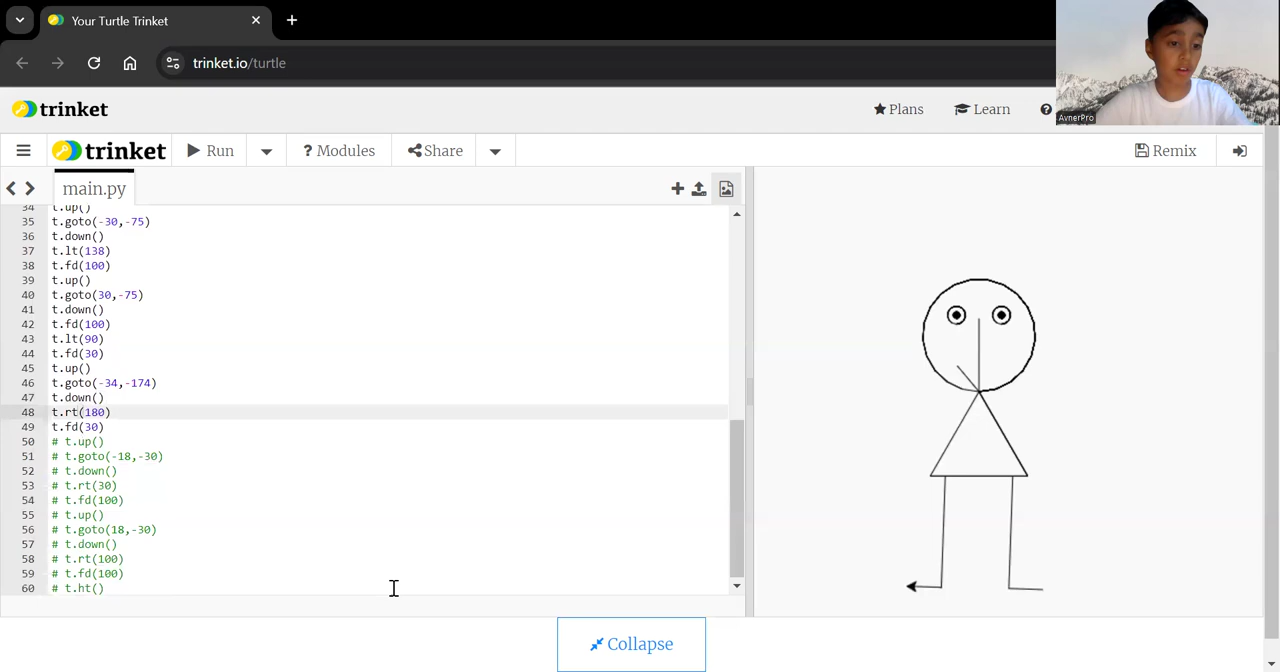 Your Turtle Trinket
trinket.io/turtle
AvnerPro
trinket
Plans
Learn
trinket
Run
? Modules
Share
Remix
main.py
34 t.up()
35 t.goto(-30,-75)
36 t.down()
37 t.lt(138)
38 t.fd(100)
39 t.up()
40 t.goto(30,-75)
41 t.down()
42 t.fd(100)
43 t.lt(90)
44 t.fd(30)
45 t.up()
46 t.goto(-34,-174)
47 t.down()
48 t.rt(180)
49 t.fd(30)
50 # t.up()
51 # t.goto(-18,-30)
52 # t.down()
53 # t.rt(30)
54 # t.fd(100)
55 # t.up()
56 # t.goto(18,-30)
57 # t.down()
58 # t.rt(100)
59 # t.fd(100)
60 # t.ht()
Collapse